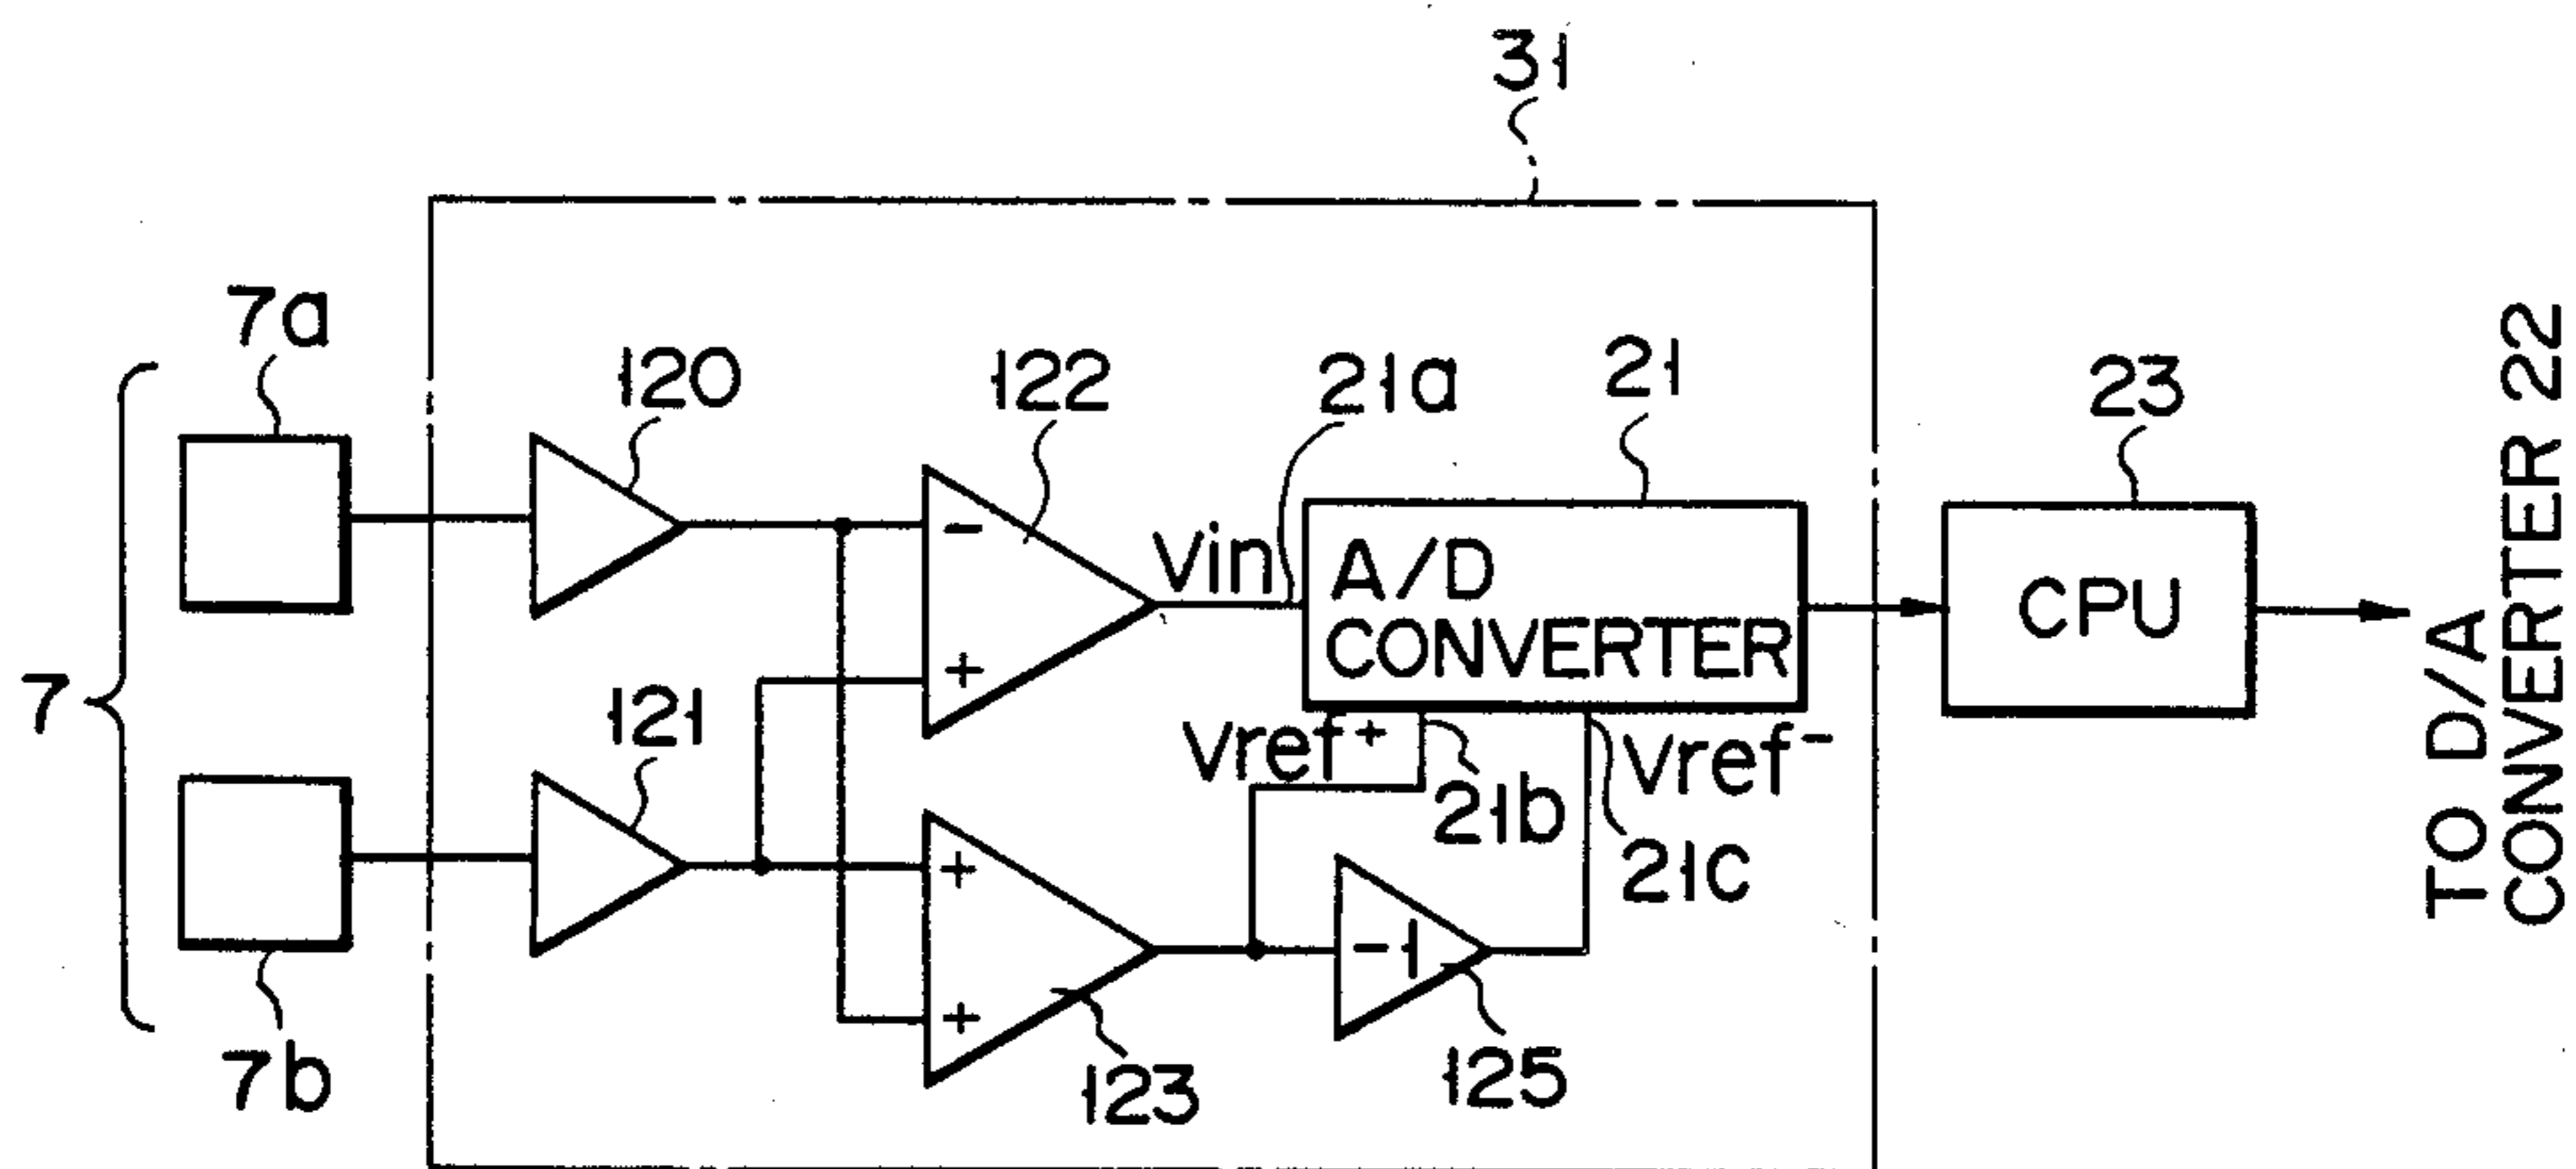 31
7a
120
122
21a
21
23
7
Vin
A/D
CONVERTER
CPU
TO D/A
CONVERTER 22
-
+
121
Vref+
21b
Vref-
21c
+
+
-1
7b
123
125